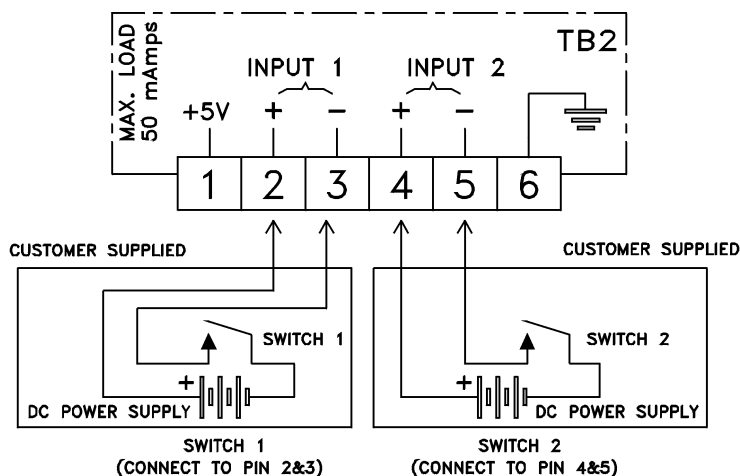 MAX. LOAD
50 mAmps
TB2
INPUT 1
INPUT 2
+5V
+
−
+
−
1
2
3
4
5
6
CUSTOMER SUPPLIED
CUSTOMER SUPPLIED
SWITCH 1
SWITCH 2
+
+
DC POWER SUPPLY
DC POWER SUPPLY
SWITCH 1
(CONNECT TO PIN 2&3)
SWITCH 2
(CONNECT TO PIN 4&5)